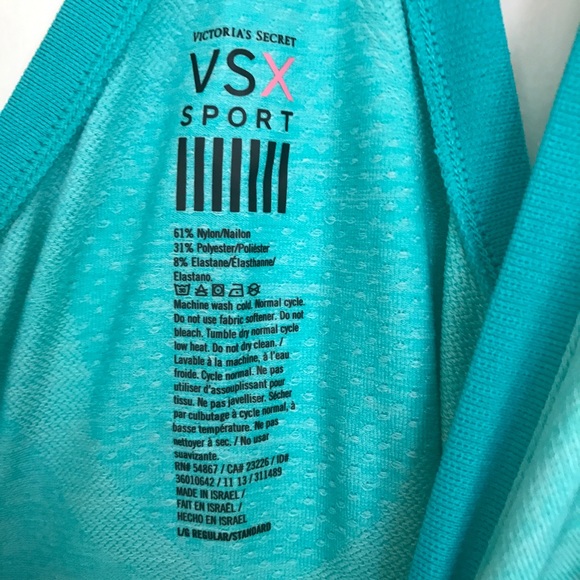 VICTORIA'S SECRET
VSX
SPORT
61% Nylon/Nailon
31% Polyester/Poliéster
8% Elastane/Élasthanne/
Elastano.
Machine wash cold. Normal cycle.
Do not use fabric softener. Do not
bleach. Tumble dry normal cycle
low heat. Do not dry clean. /
Lavable à la machine, à l'eau
froide. Cycle normal. Ne pas
utiliser d'assouplissant pour
tissu. Ne pas javelliser. Sécher
par culbutage à cycle normal, à
basse température. Ne pas
nettoyer à sec. / No usar
suavizante.
RN# 54867 / CA# 23226 / ID#
36010642 / 11 13 / 311489
MADE IN ISRAEL /
FAIT EN ISRAEL /
HECHO EN ISRAEL
L/G REGULAR/STANDARD